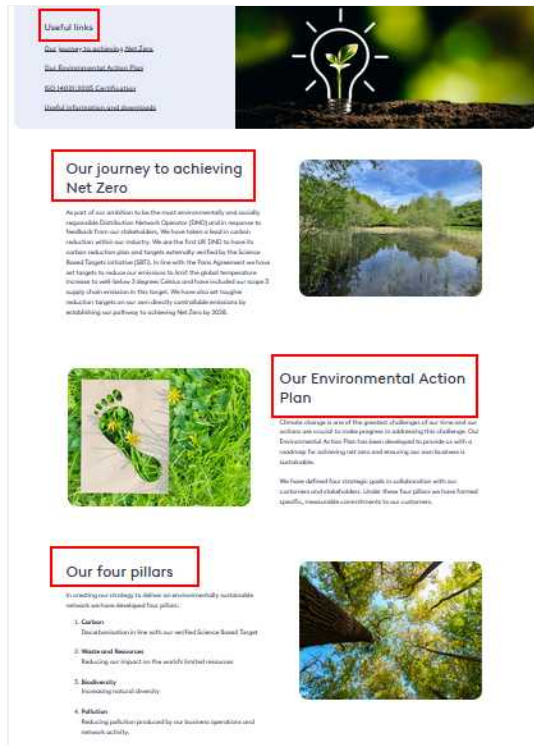 Useful links
Our journey to achieving Net Zero
Our Environmental Action Plan
ISO 14001:2015 Certification
Useful information and downloads
Our journey to achieving
Net Zero
As part of our ambition to be the most environmentally and socially
responsible Distribution Network Operator (DNO) and in response to
feedback from our stakeholders, We have taken a lead in carbon
reduction within our industry. We are the first UK DNO to have its
carbon reduction plan and targets externally verified by the Science
Based Targets initiative (SBTi). In line with the Paris Agreement we have
set targets to reduce our emissions to limit the global temperature
increase to well-below 2 degrees Celsius and have included our scope 3
supply chain emission in this target. We have also set tougher
reduction targets on our own directly controllable emissions by
establishing our pathway to achieving Net Zero by 2028.
Our Environmental Action
Plan
Climate change is one of the greatest challenges of our time and our
actions are crucial to make progress in addressing this challenge. Our
Environmental Action Plan has been developed to provide us with a
roadmap for achieving net zero and ensuring our own business is
sustainable.
We have defined four strategic goals in collaboration with our
customers and stakeholders. Under these four pillars we have formed
specific, measurable commitments to our customers.
Our four pillars
In creating our strategy to deliver an environmentally sustainable
network we have developed four pillars:
1. Carbon
Decarbonisation in line with our verified Science Based Target
2. Waste and Resources
Reducing our impact on the world's limited resources
3. Biodiversity
Increasing natural diversity
4. Pollution
Reducing pollution produced by our business operations and
network activity.